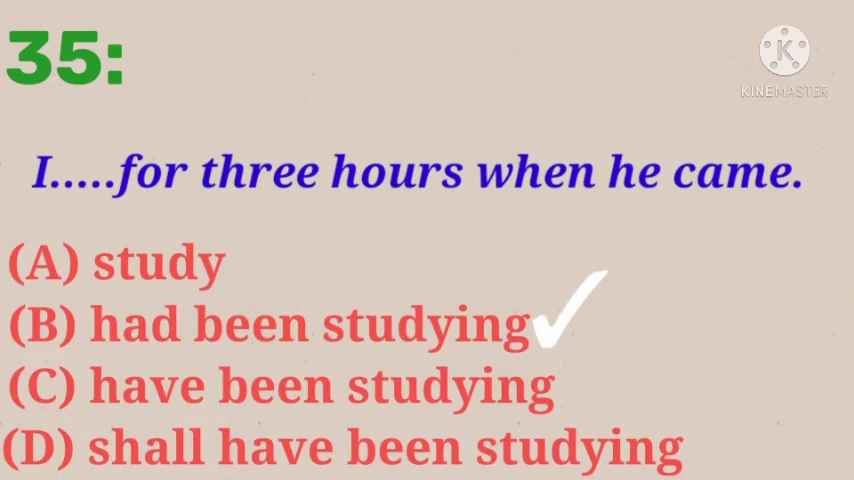 35:
KINEMASTER
I.....for three hours when he came.
(A) study
(B) had been studying
(C) have been studying
(D) shall have been studying